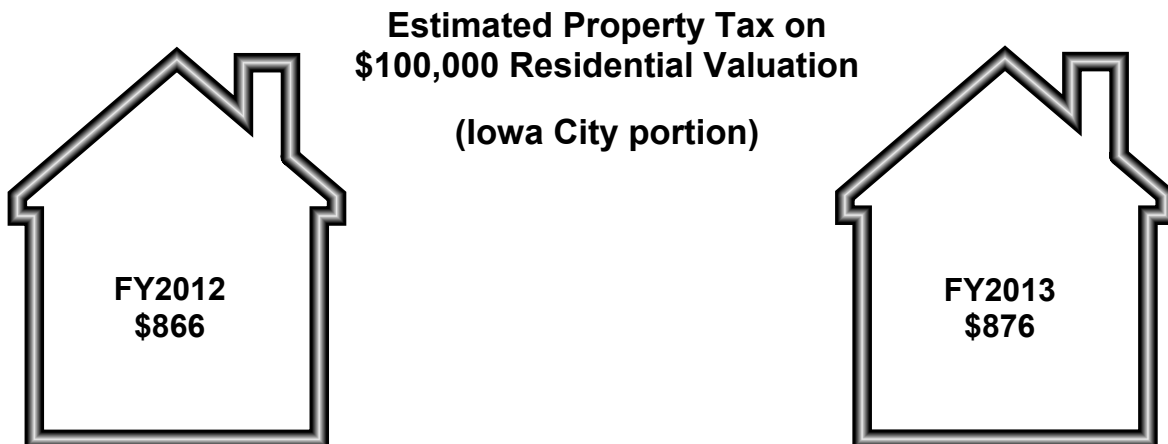 Estimated Property Tax on
$100,000 Residential Valuation
(Iowa City portion)
FY2012
$866
FY2013
$876